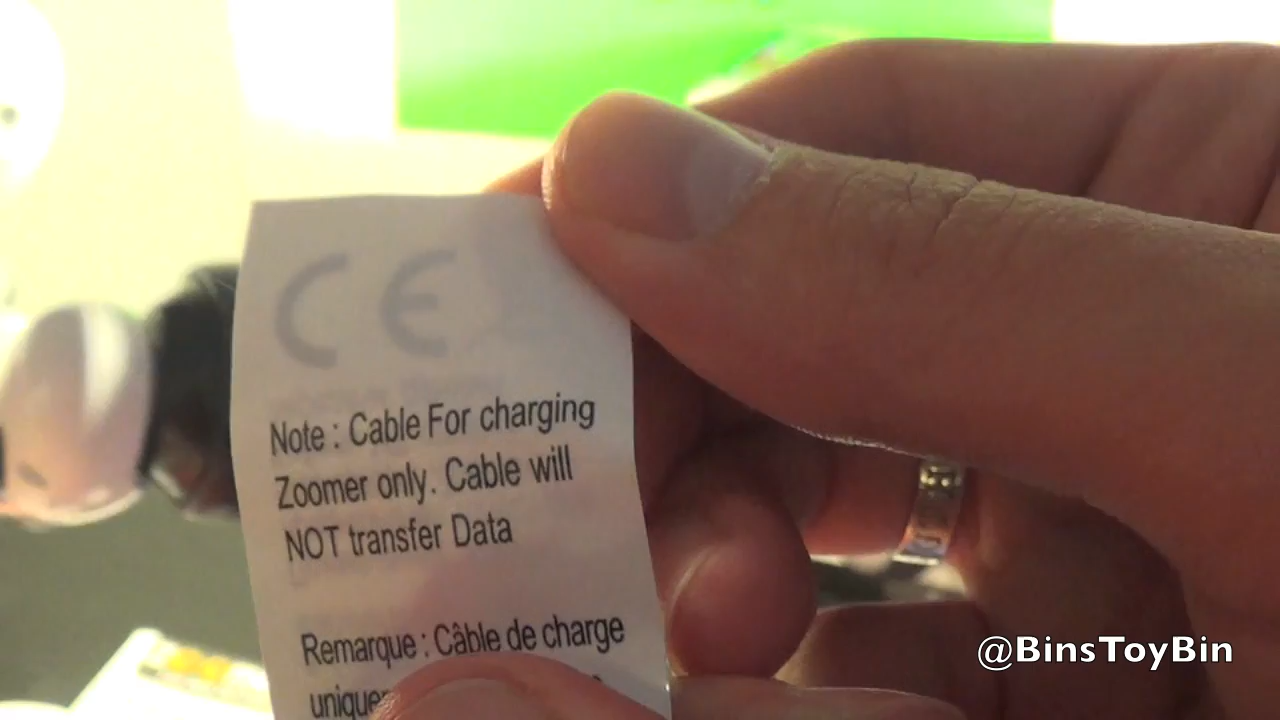 CE
Note : Cable For charging
Zoomer only. Cable will
NOT transfer Data
Remarque : Câble de charge
@BinsToyBin